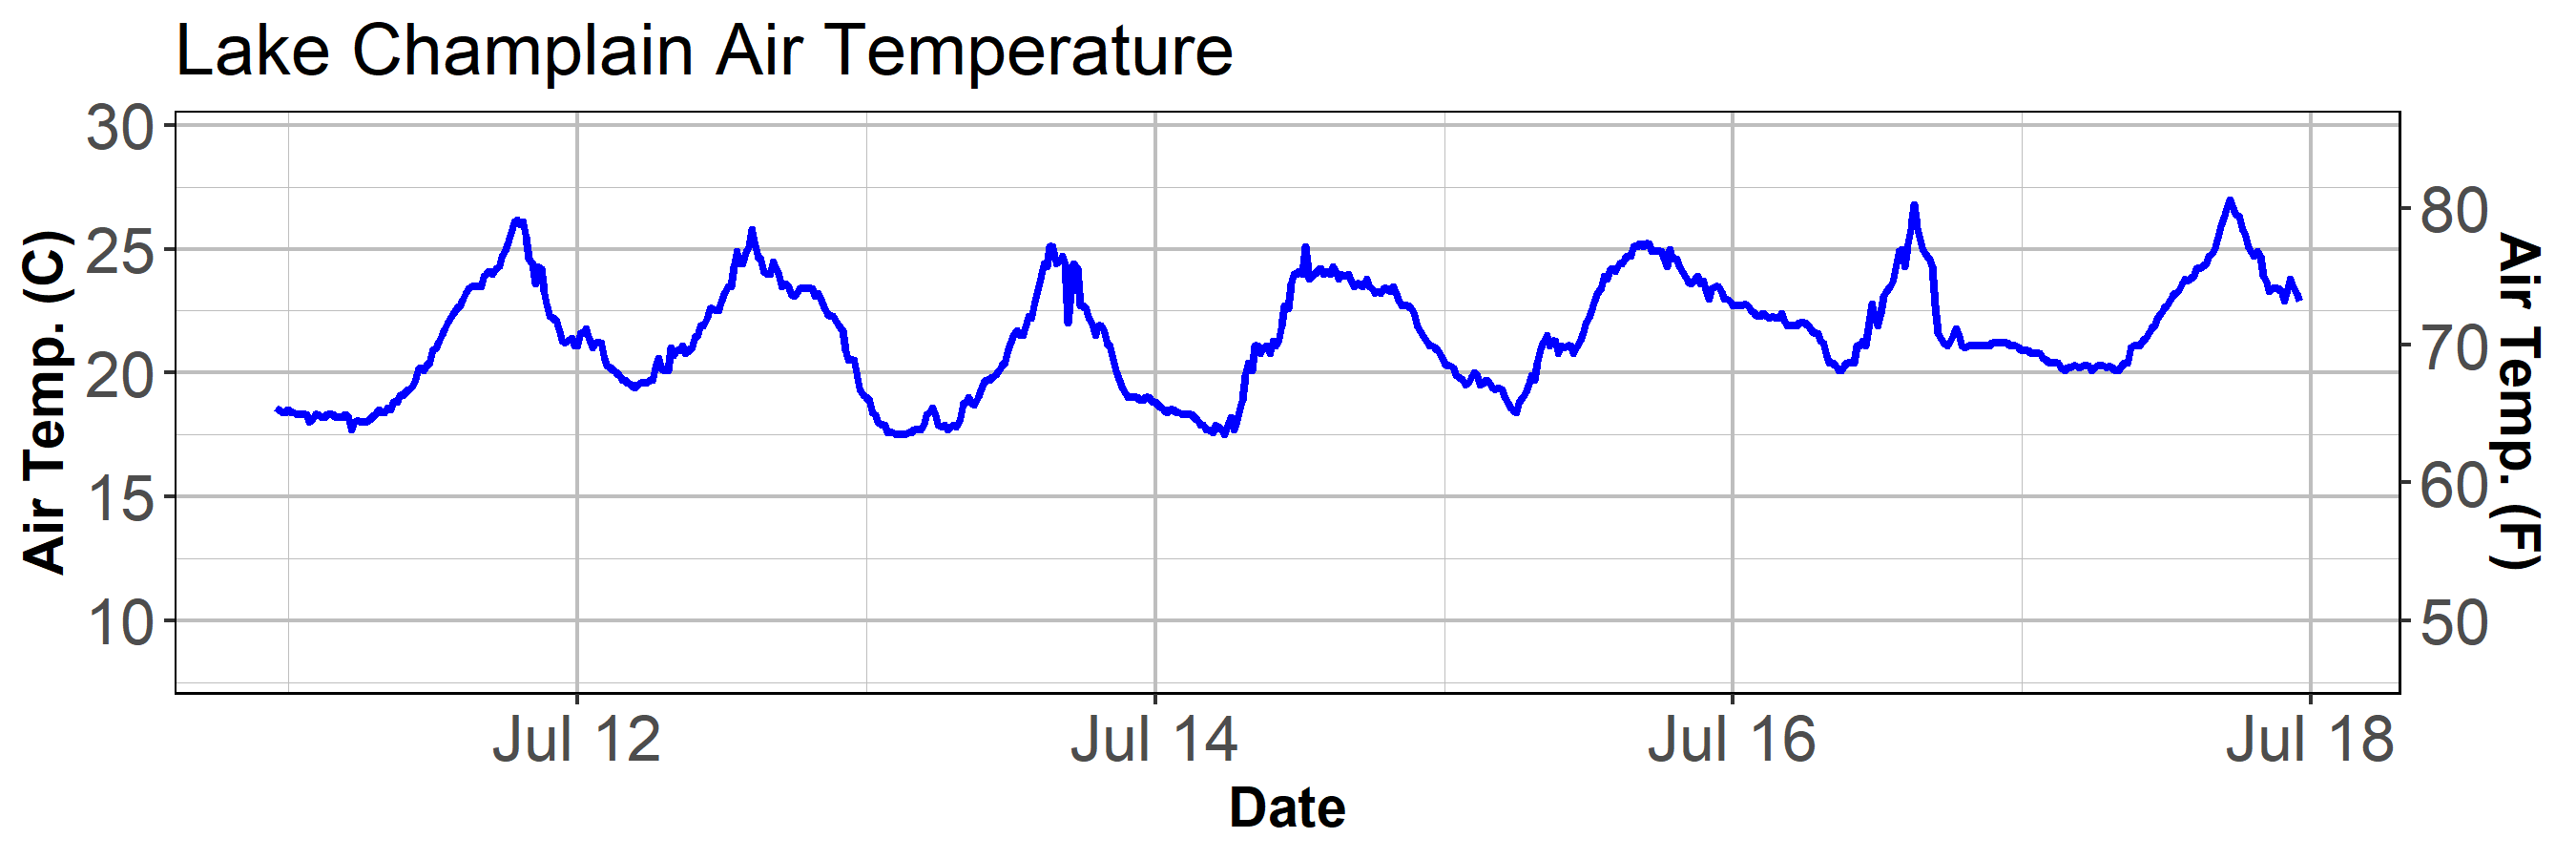 Lake Champlain Air Temperature
Air Temp. (C)
30
25
20
15
10
80
70
60
50
Air Temp. (F)
Jul 12
Jul 14
Jul 16
Jul 18
Date